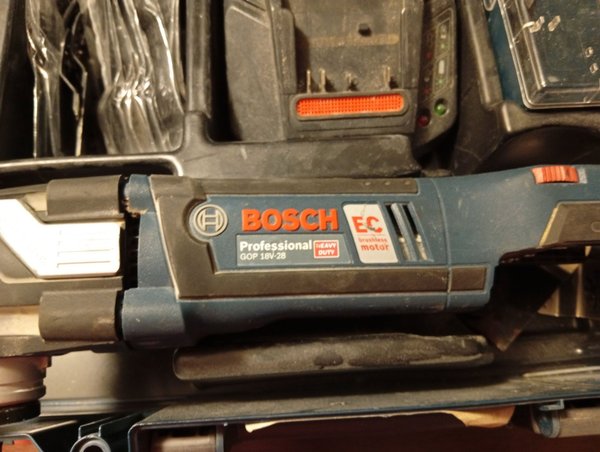 BOSCH
Professional HEAVY DUTY
GOP 18V-28
EC
brushless
motor